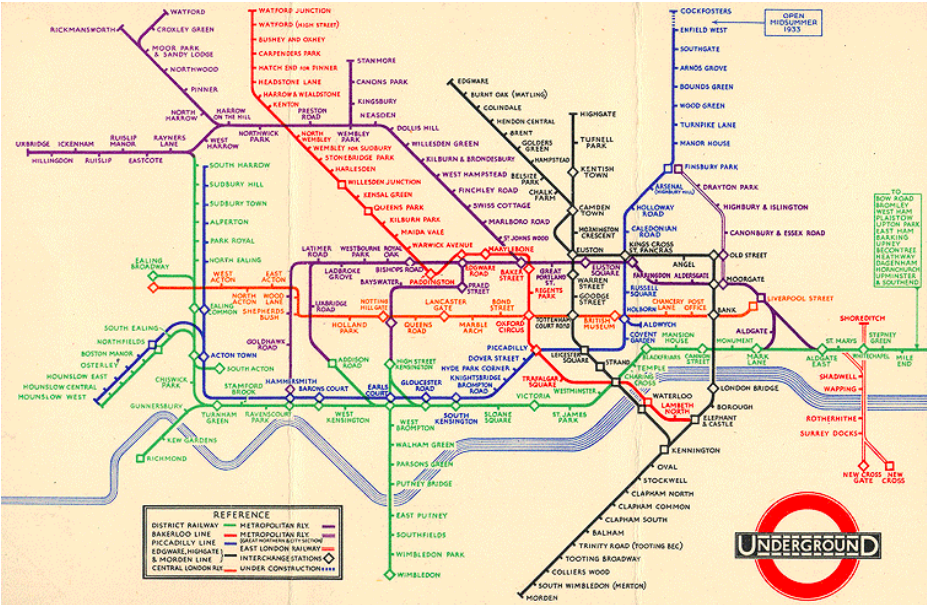 WATFORD
CROXLEY GREEN
RICKMANSWORTH
MOOR PARK
& SANDY LODGE
NORTHWOOD
PINNER
NORTH
HARROW
HARROW
ON THE HILL
NORTHWICK
PARK
PRESTON
ROAD
WEMBLEY
PARK
STANMORE
CANONS PARK
KINGSBURY
NEASDEN
DOLLIS HILL
WILLESDEN GREEN
KILBURN & BRONDESBURY
WEST HAMPSTEAD
FINCHLEY ROAD
SWISS COTTAGE
MARLBORO ROAD
ST JOHNS WOOD
WATFORD JUNCTION
WATFORD (HIGH STREET)
BUSHEY AND OXHEY
CARPENDERS PARK
HATCH END FOR PINNER
HEADSTONE LANE
HARROW & WEALDSTONE
KENTON
NORTH
WEMBLEY
WEMBLEY FOR SUDBURY
STONEBRIDGE PARK
HARLESDEN
WILLESDEN JUNCTION
KENSAL GREEN
QUEENS PARK
KILBURN PARK
MAIDA VALE
WARWICK AVENUE
PADDINGTON
EDGWARE
ROAD
MARYLEBONE
BAKER
STREET
REGENTS
PARK
OXFORD
CIRCUS
PICCADILLY
TRAFALGAR
SQUARE
CHARING
CROSS
WATERLOO
LAMBETH
NORTH
ELEPHANT
& CASTLE
EDGWARE
BURNT OAK (WATLING)
COLINDALE
HENDON CENTRAL
BRENT
GOLDERS
GREEN
HAMPSTEAD
BELSIZE
PARK
CHALK
FARM
HIGHGATE
TUFNELL
PARK
KENTISH
TOWN
CAMDEN
TOWN
MORNINGTON
CRESCENT
EUSTON
WARREN
STREET
GOODGE
STREET
TOTTENHAM
COURT ROAD
LEICESTER
SQUARE
STRAND
COCKFOSTERS
OPEN
MIDSUMMER
1933
ENFIELD WEST
SOUTHGATE
ARNOS GROVE
BOUNDS GREEN
WOOD GREEN
TURNPIKE LANE
MANOR HOUSE
FINSBURY PARK
ARSENAL
(HIGHBURY HILL)
HOLLOWAY
ROAD
CALEDONIAN
ROAD
KINGS CROSS
ST. PANCRAS
RUSSELL
SQUARE
HOLBORN
ALDWYCH
COVENT
GARDEN
DRAYTON PARK
HIGHBURY & ISLINGTON
CANONBURY & ESSEX ROAD
OLD STREET
MOORGATE
ANGEL
UXBRIDGE
ICKENHAM
RUISLIP
MANOR
RAYNERS
LANE
HILLINGDON
RUISLIP
EASTCOTE
WEST
HARROW
SOUTH HARROW
SUDBURY HILL
SUDBURY TOWN
ALPERTON
PARK ROYAL
NORTH EALING
EALING
COMMON
EALING
BROADWAY
WEST
ACTON
EAST
ACTON
NORTH
ACTON
WOOD
LANE
SHEPHERDS
BUSH
HOLLAND
PARK
NOTTING
HILL GATE
QUEENS
ROAD
LANCASTER
GATE
MARBLE
ARCH
BOND
STREET
BRITISH
MUSEUM
CHANCERY
LANE
POST
OFFICE
BANK
LIVERPOOL STREET
LATIMER
ROAD
LADBROKE
GROVE
WESTBOURNE
PARK
ROYAL
OAK
BISHOPS ROAD
BAYSWATER
PRAED
STREET
GREAT
PORTLAND
ST.
EUSTON
SQUARE
FARRINGDON
ALDERSGATE
UXBRIDGE
ROAD
GOLDHAWK
ROAD
ADDISON
ROAD
HIGH STREET
KENSINGTON
ALDGATE
SOUTH EALING
NORTHFIELDS
BOSTON MANOR
OSTERLEY
HOUNSLOW EAST
HOUNSLOW CENTRAL
HOUNSLOW WEST
ACTON TOWN
SOUTH ACTON
CHISWICK
PARK
GUNNERSBURY
KEW GARDENS
RICHMOND
TURNHAM
GREEN
STAMFORD
BROOK
RAVENSCOURT
PARK
HAMMERSMITH
BARONS COURT
WEST
KENSINGTON
EARLS
COURT
GLOUCESTER
ROAD
SOUTH
KENSINGTON
SLOANE
SQUARE
VICTORIA
ST. JAMES
PARK
WESTMINSTER
DOVER STREET
HYDE PARK CORNER
KNIGHTSBRIDGE
BROMPTON
ROAD
TEMPLE
BLACKFRIARS
MANSION
HOUSE
CANNON
STREET
MONUMENT
MARK
LANE
ALDGATE
EAST
ST. MARYS
WHITECHAPEL
STEPNEY
GREEN
MILE
END
TO
BOW ROAD
BROMLEY
WEST HAM
PLAISTOW
UPTON PARK
EAST HAM
BARKING
UPNEY
BECONTREE
HEATHWAY
DAGENHAM
HORNCHURCH
UPMINSTER
& SOUTHEND
SHOREDITCH
SHADWELL
WAPPING
ROTHERHITHE
SURREY DOCKS
NEW CROSS
GATE
NEW
CROSS
LONDON BRIDGE
BOROUGH
KENNINGTON
OVAL
STOCKWELL
CLAPHAM NORTH
CLAPHAM COMMON
CLAPHAM SOUTH
BALHAM
TRINITY ROAD (TOOTING BEC)
TOOTING BROADWAY
COLLIERS WOOD
SOUTH WIMBLEDON (MERTON)
MORDEN
WEST
BROMPTON
WALHAM GREEN
PARSONS GREEN
PUTNEY BRIDGE
EAST PUTNEY
SOUTHFIELDS
WIMBLEDON PARK
WIMBLEDON
REFERENCE
DISTRICT RAILWAY
BAKERLOO LINE
PICCADILLY LINE
EDGWARE, HIGHGATE
& MORDEN LINE
CENTRAL LONDON RLY.
METROPOLITAN RLY.
METROPOLITAN RLY.
(GREAT NORTHERN & CITY SECTION)
EAST LONDON RAILWAY
INTERCHANGE STATIONS
UNDER CONSTRUCTION
UNDERGROUND